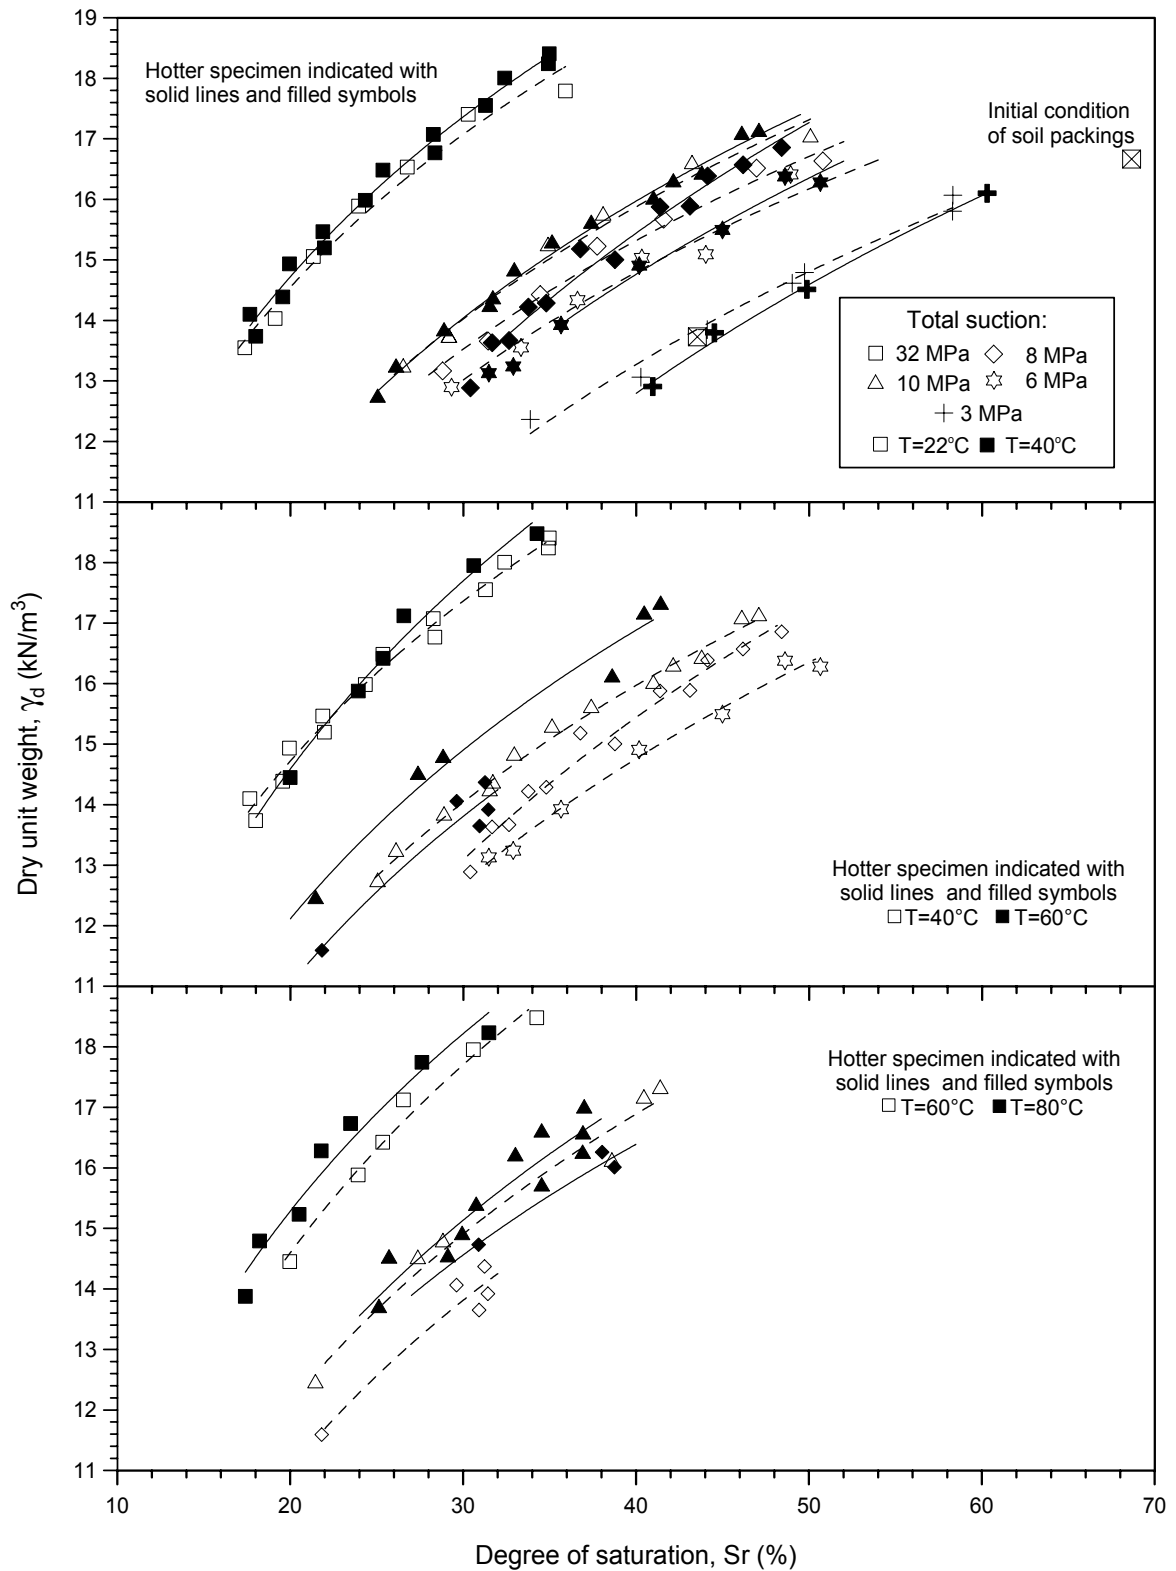 19
18
17
16
15
14
13
12
11
Hotter specimen indicated with
solid lines and filled symbols
Initial condition
of soil packings
Total suction:
32 MPa
8 MPa
10 MPa
6 MPa
3 MPa
T=22°C
T=40°C
Dry unit weight, γd (kN/m³)
18
17
16
15
14
13
12
11
Hotter specimen indicated with
solid lines and filled symbols
T=40°C
T=60°C
18
17
16
15
14
13
12
11
Hotter specimen indicated with
solid lines and filled symbols
T=60°C
T=80°C
10
20
30
40
50
60
70
Degree of saturation, Sr (%)